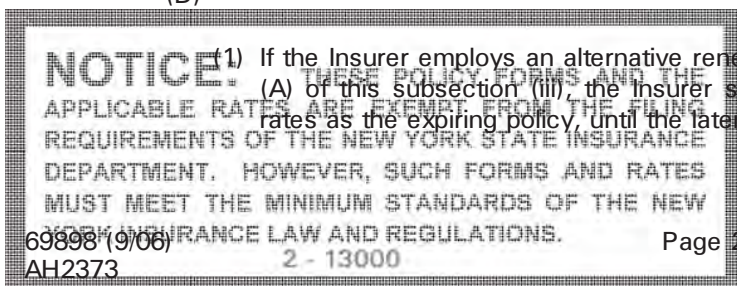 (1) If the Insurer employs an alternative
NOTICE: THESE POLICY FORMS AND THE
(A) of this subsection (iii), the Insurer
APPLICABLE RATES ARE EXEMPT FROM THE FILING
rates as the expiring policy, until the later
REQUIREMENTS OF THE NEW YORK STATE INSURANCE
DEPARTMENT. HOWEVER, SUCH FORMS AND RATES
MUST MEET THE MINIMUM STANDARDS OF THE NEW
YORK INSURANCE LAW AND REGULATIONS.
69898 (9/06) Page
2 - 13000
AH2373